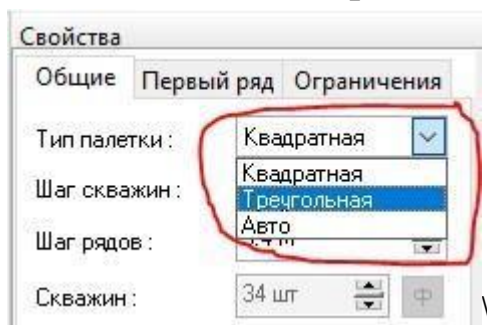 Свойства
Общие Первый ряд Ограничения
Тип палетки : Квадратная
Квадратная
Шаг скважин : Треугольная
Авто
Шаг рядов :
Скважин : 34 шт Ф